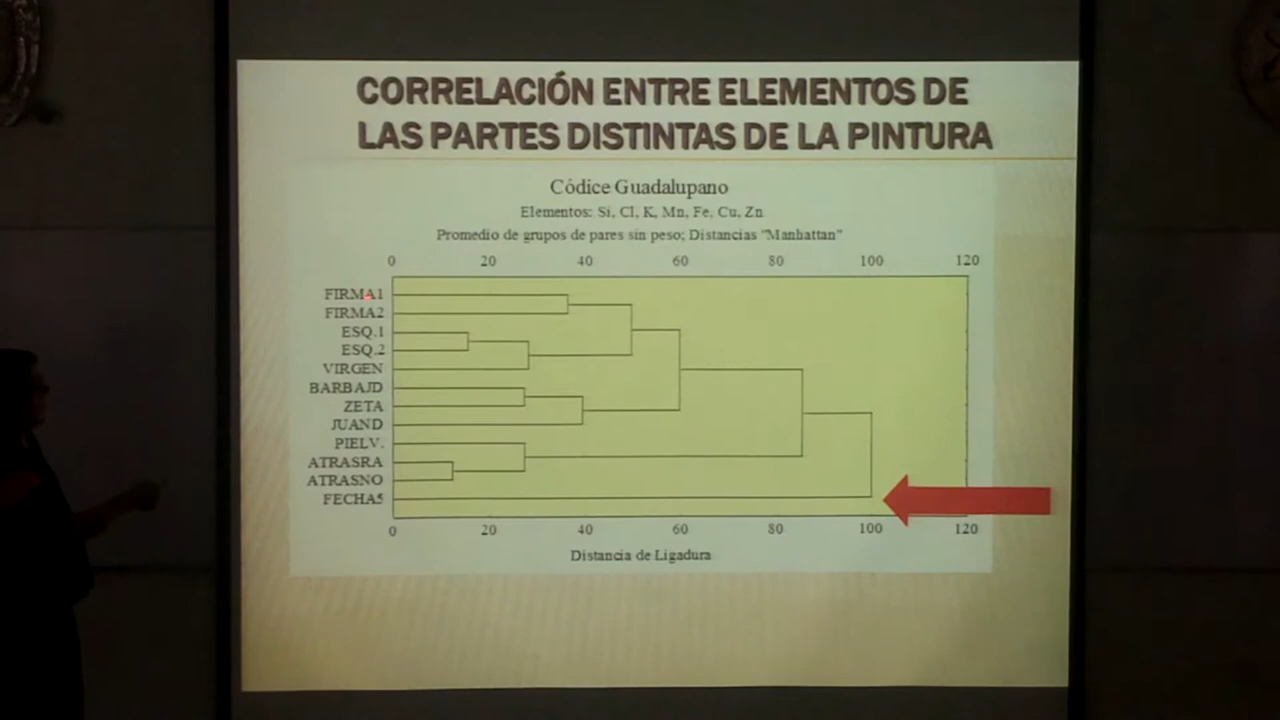 CORRELACIÓN ENTRE ELEMENTOS DE
LAS PARTES DISTINTAS DE LA PINTURA
Códice Guadalupano
Elementos: Si, Cl, K, Mn, Fe, Cu, Zn
Promedio de grupos de pares sin peso; Distancias "Manhattan"
0 20 40 60 80 100 120
FIRMA1
FIRMA2
ESQ.1
ESQ.2
VIRGEN
BARBAJD
ZETA
JUAND
PIELV.
ATRASRA
ATRASNO
FECHA5
0 20 40 60 80 100 120
Distancia de Ligadura